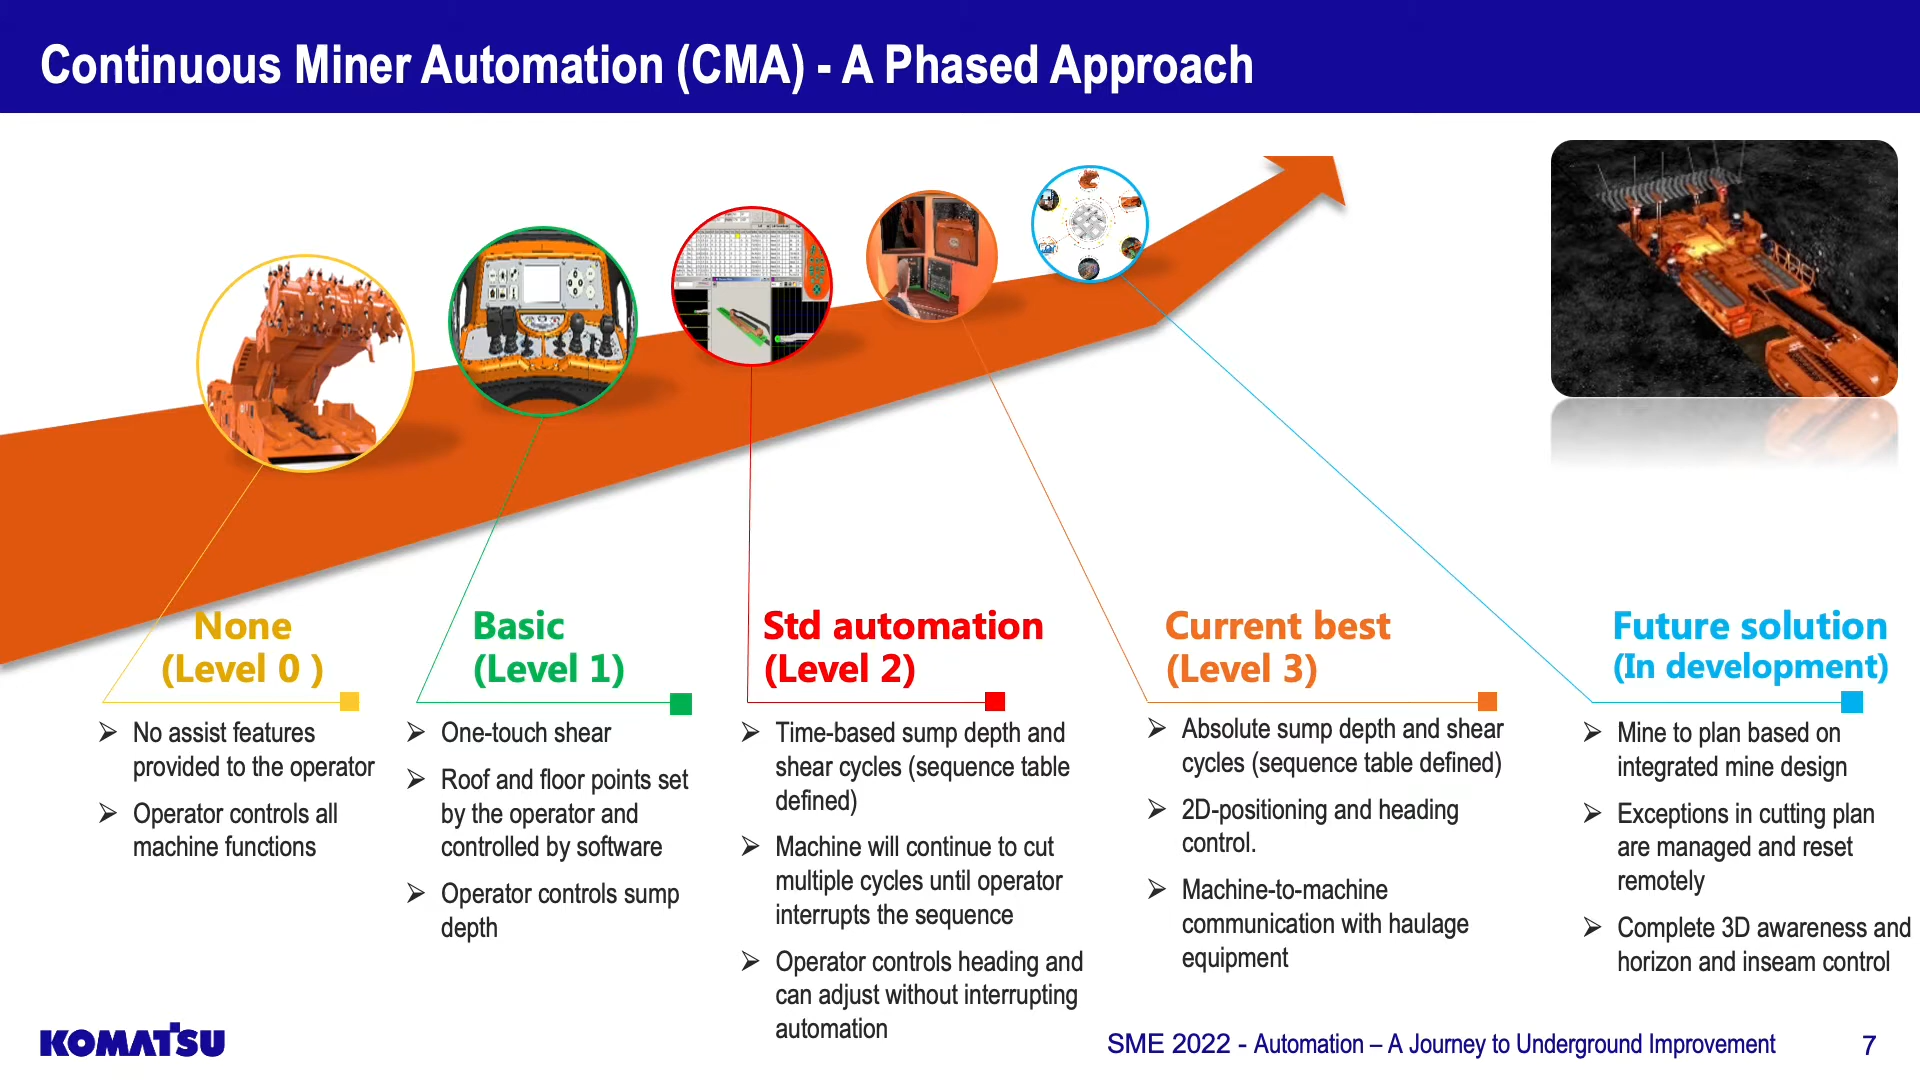 Continuous Miner Automation (CMA) - A Phased Approach
None
(Level 0 )
➢ No assist features
provided to the operator
➢ Operator controls all
machine functions
Basic
(Level 1)
➢ One-touch shear
➢ Roof and floor points set
by the operator and
controlled by software
➢ Operator controls sump
depth
Std automation
(Level 2)
➢ Time-based sump depth and
shear cycles (sequence table
defined)
➢ Machine will continue to cut
multiple cycles until operator
interrupts the sequence
➢ Operator controls heading and
can adjust without interrupting
automation
Current best
(Level 3)
➢ Absolute sump depth and shear
cycles (sequence table defined)
➢ 2D-positioning and heading
control.
➢ Machine-to-machine
communication with haulage
equipment
Future solution
(In development)
➢ Mine to plan based on
integrated mine design
➢ Exceptions in cutting plan
are managed and reset
remotely
➢ Complete 3D awareness and
horizon and inseam control
KOMATSU
SME 2022 - Automation – A Journey to Underground Improvement
7